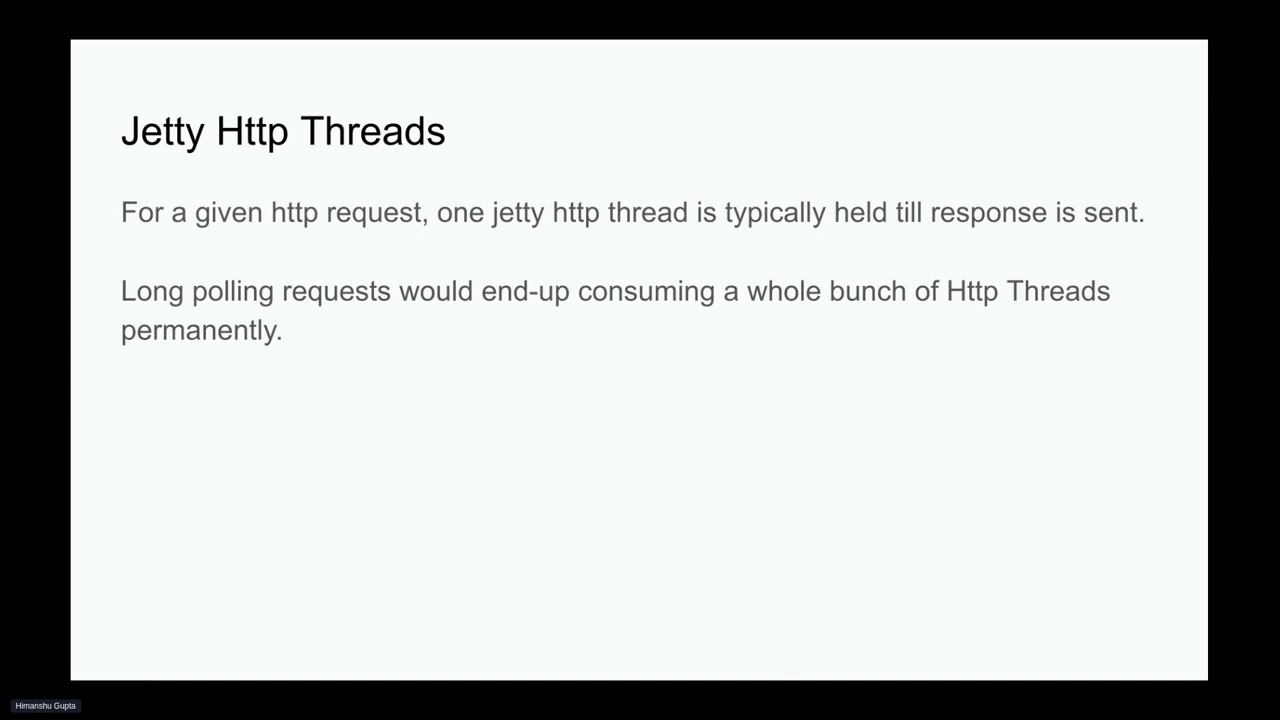 Jetty Http Threads
For a given http request, one jetty http thread is typically held till response is sent.
Long polling requests would end-up consuming a whole bunch of Http Threads
permanently.
Himanshu Gupta